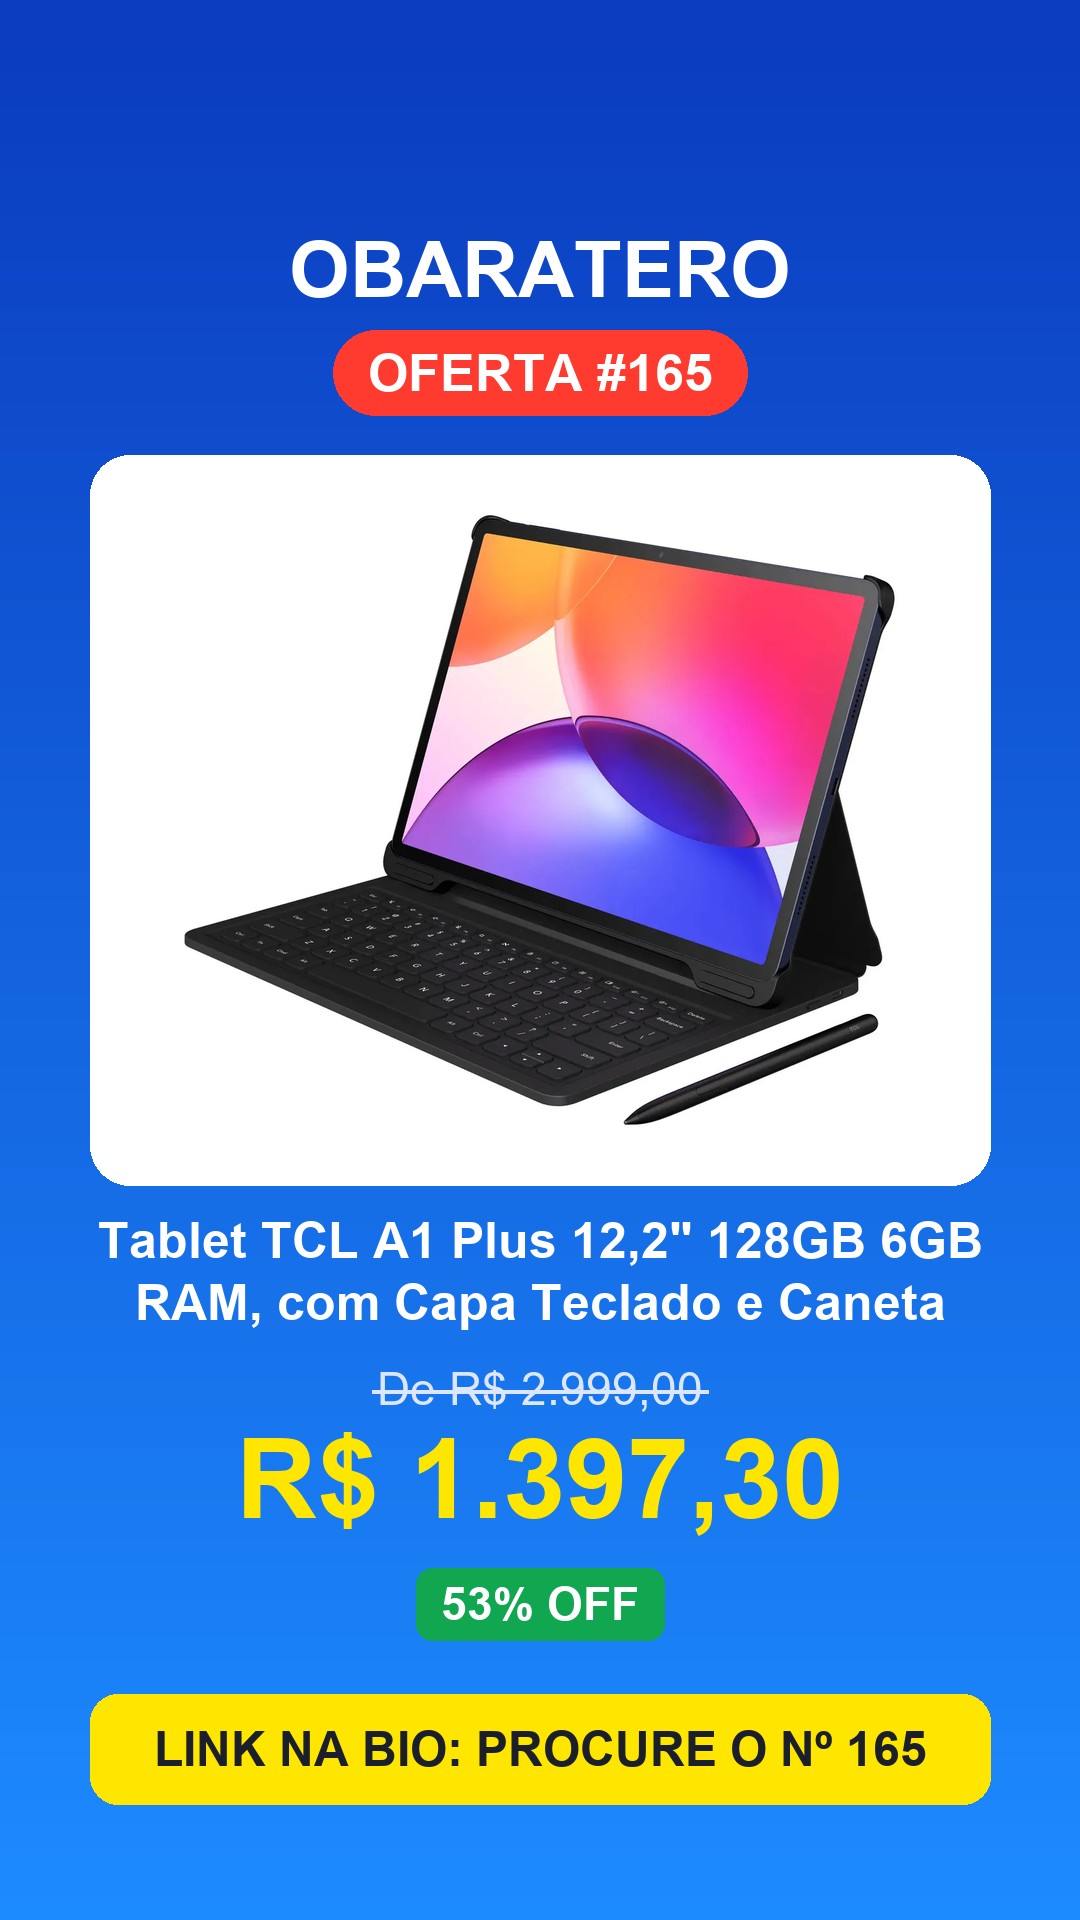 OBARATERO
OFERTA #165
Tablet TCL A1 Plus 12,2" 128GB 6GB
RAM, com Capa Teclado e Caneta
De R$ 2.999,00
R$ 1.397,30
53% OFF
LINK NA BIO: PROCURE O Nº 165